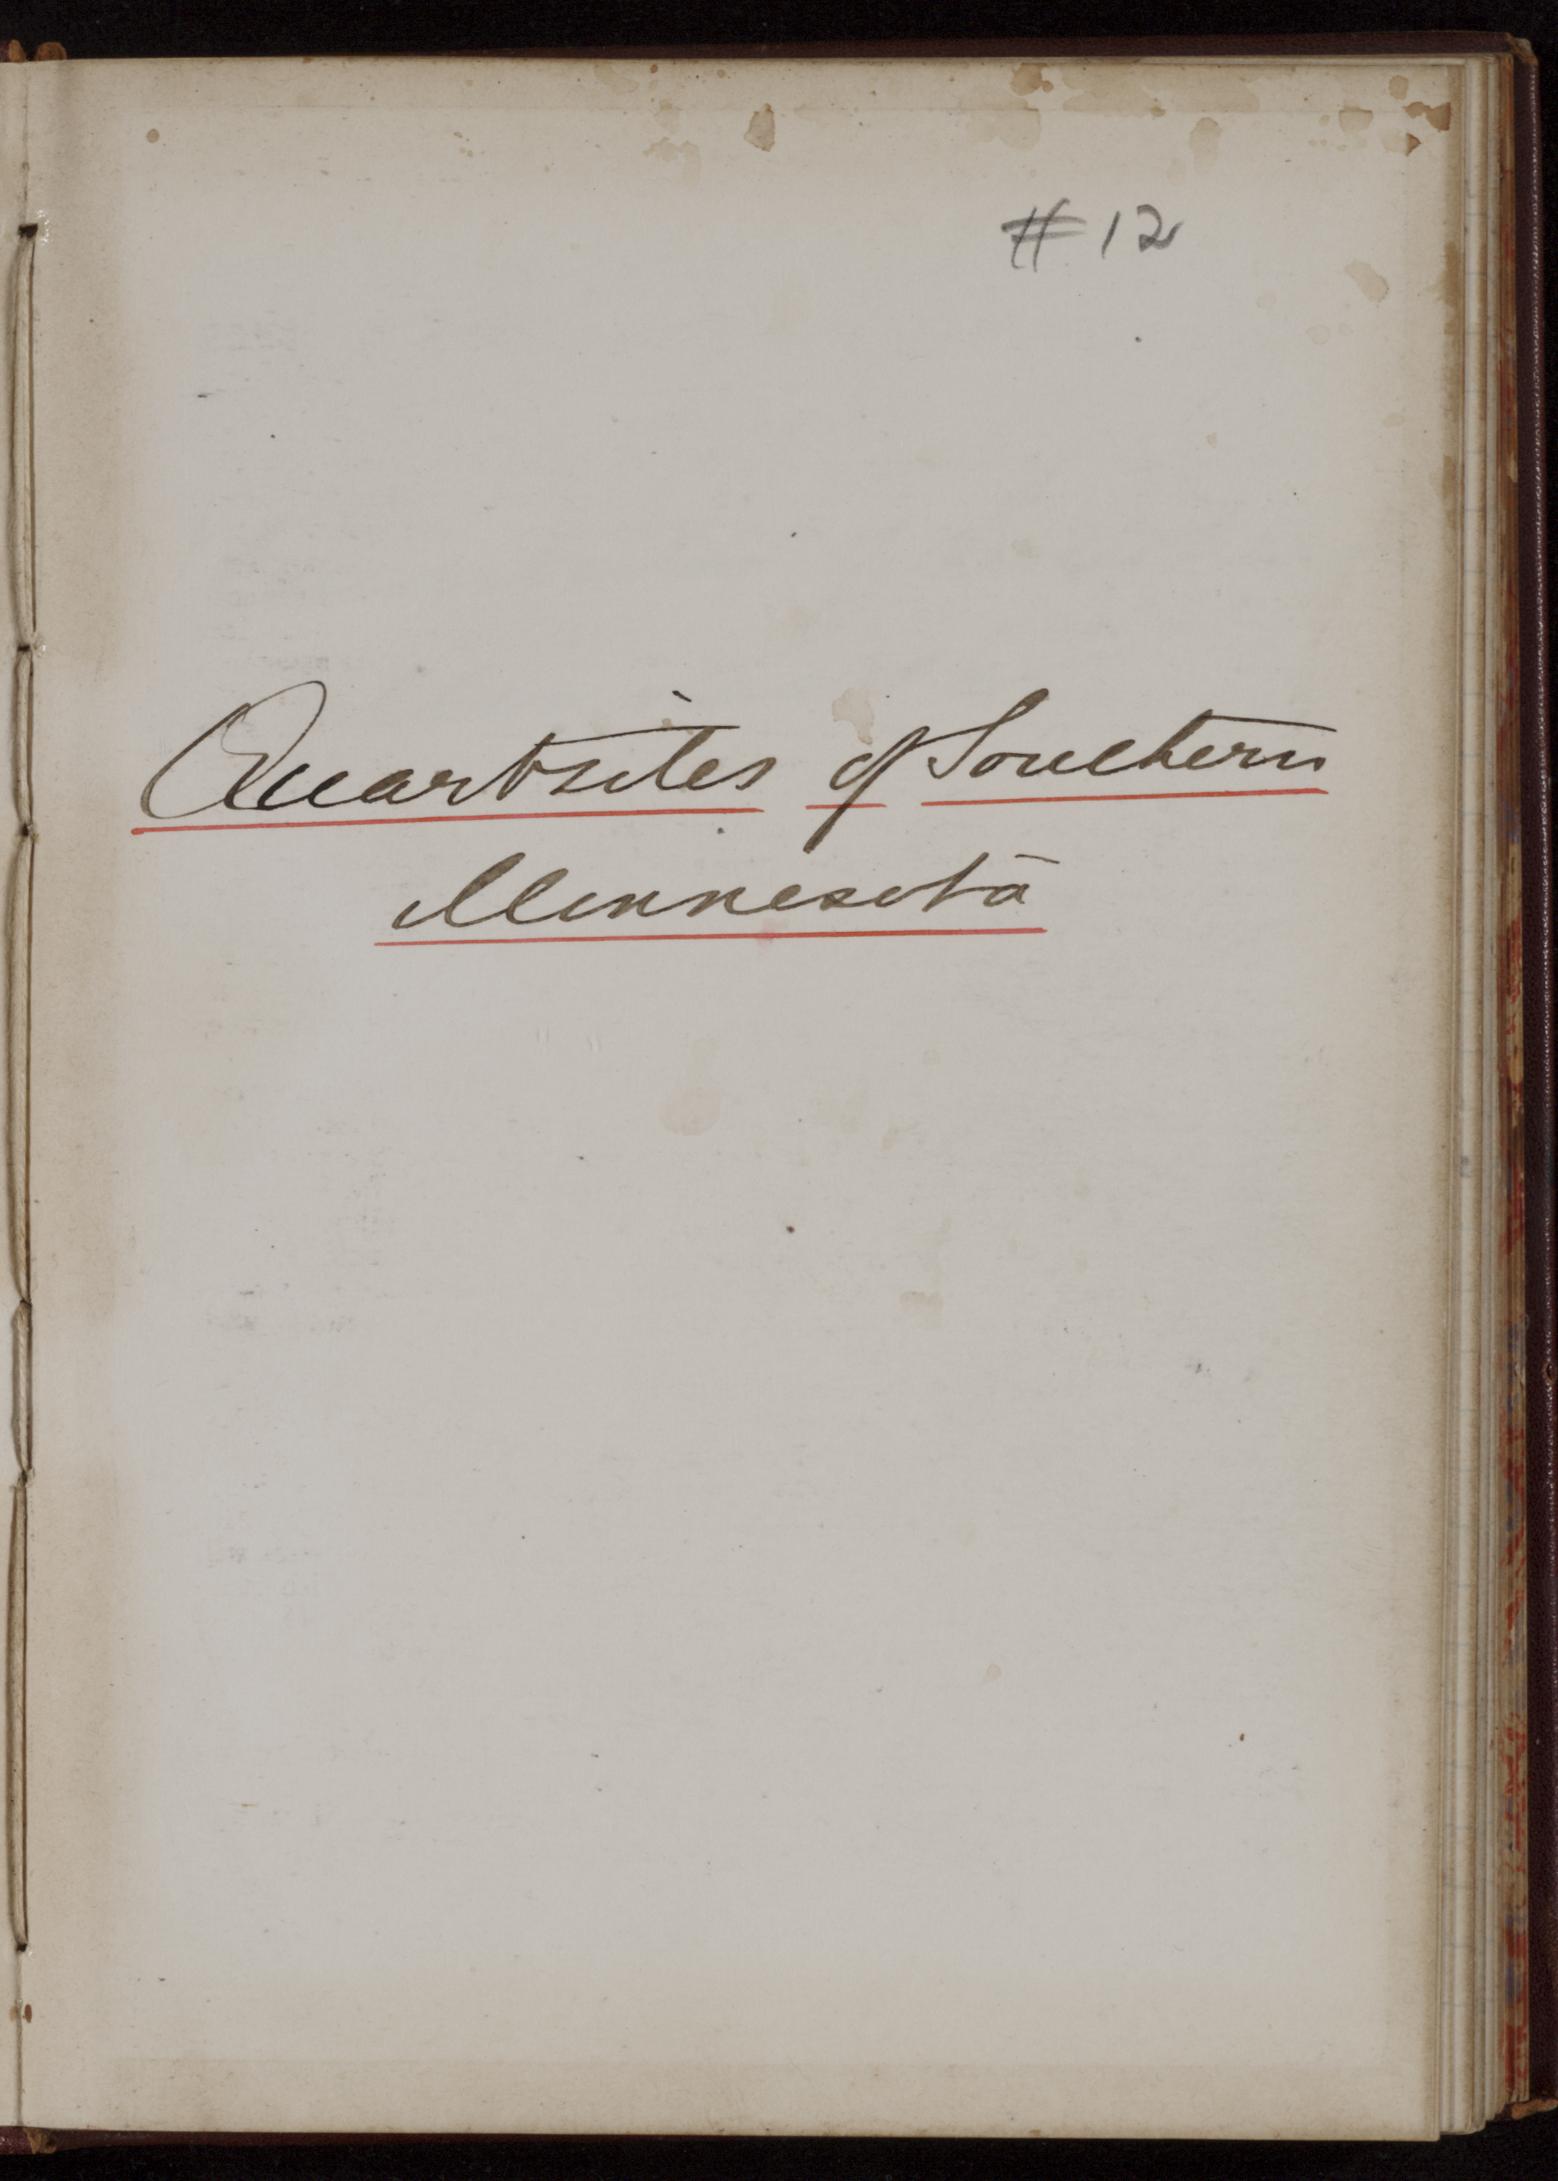 #12
Quartzites of Southern
Minnesota